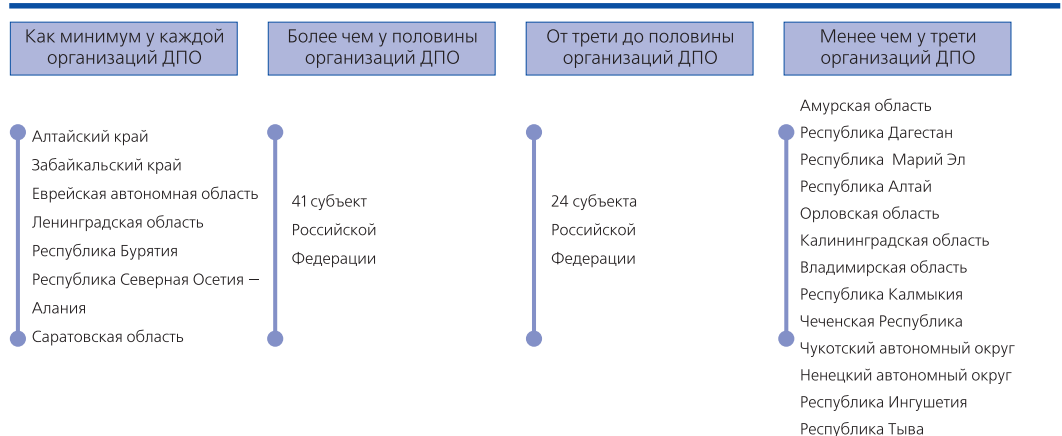 Как минимум у каждой
организаций ДПО
Алтайский край
Забайкальский край
Еврейская автономная область
Ленинградская область
Республика Бурятия
Республика Северная Осетия –
Алания
Саратовская область
Более чем у половины
организаций ДПО
41 субъект
Российской
Федерации
От трети до половины
организаций ДПО
24 субъекта
Российской
Федерации
Менее чем у трети
организаций ДПО
Амурская область
Республика Дагестан
Республика Марий Эл
Республика Алтай
Орловская область
Калининградская область
Владимирская область
Республика Калмыкия
Чеченская Республика
Чукотский автономный округ
Ненецкий автономный округ
Республика Ингушетия
Республика Тыва